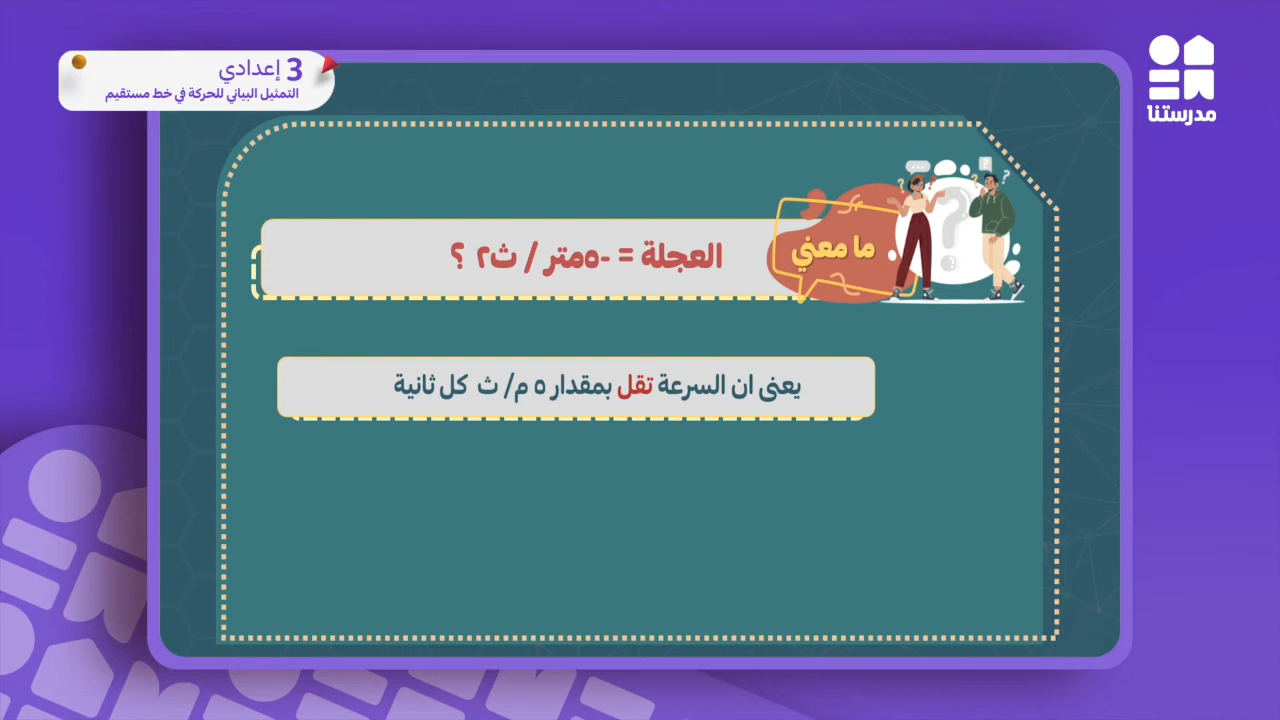 3 إعدادي
التمثيل البياني للحركة في خط مستقيم
مدرستنا
ما معني
العجلة = -٥متر / ث٢ ؟
يعنى ان السرعة تقل بمقدار ٥ م/ ث كل ثانية